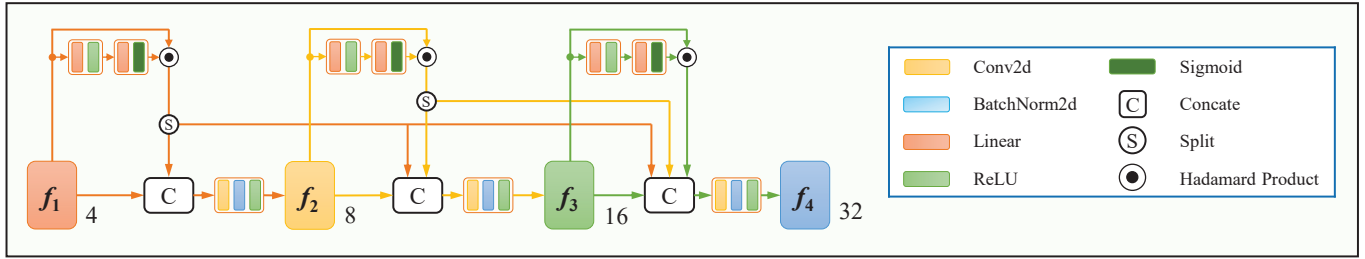 S
S
f1
4
C
f2
8
C
f3
16
C
f4
32
Conv2d
Sigmoid
BatchNorm2d
C
Concate
Linear
S
Split
ReLU
Hadamard Product